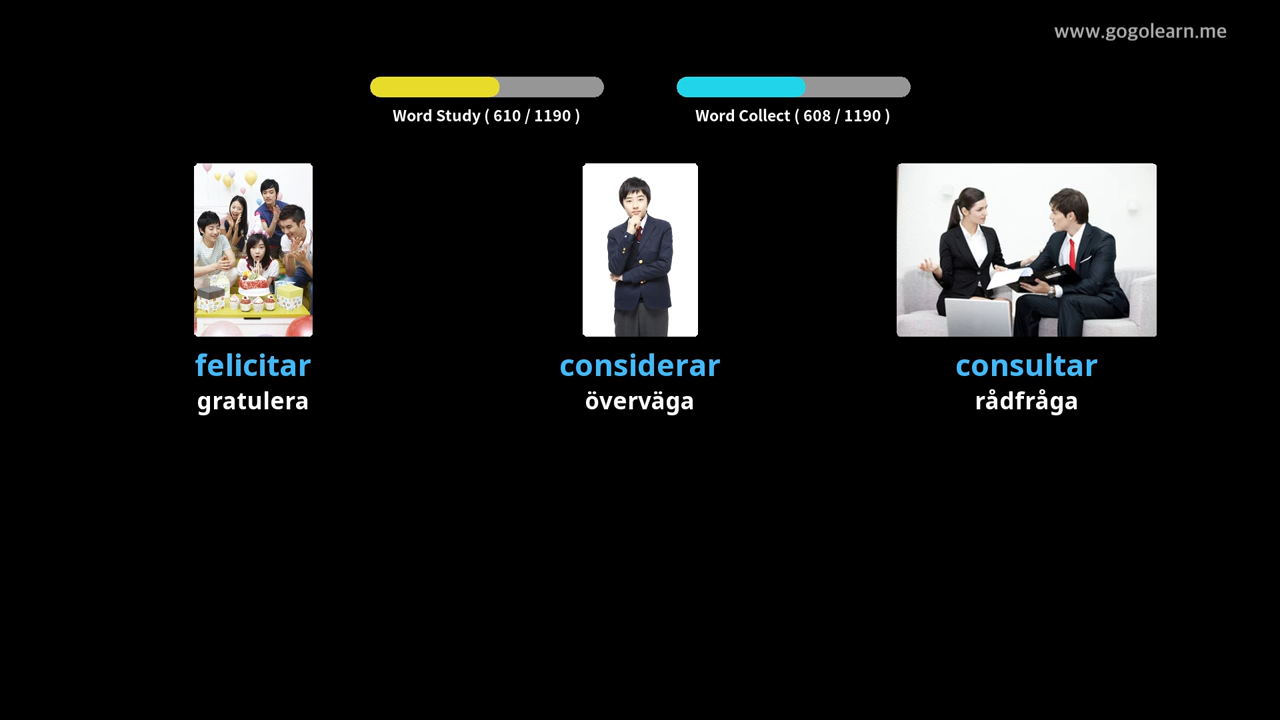 www.gogolearn.me
Word Study ( 610 / 1190 )
Word Collect ( 608 / 1190 )
felicitar
gratulera
considerar
överväga
consultar
rådfråga